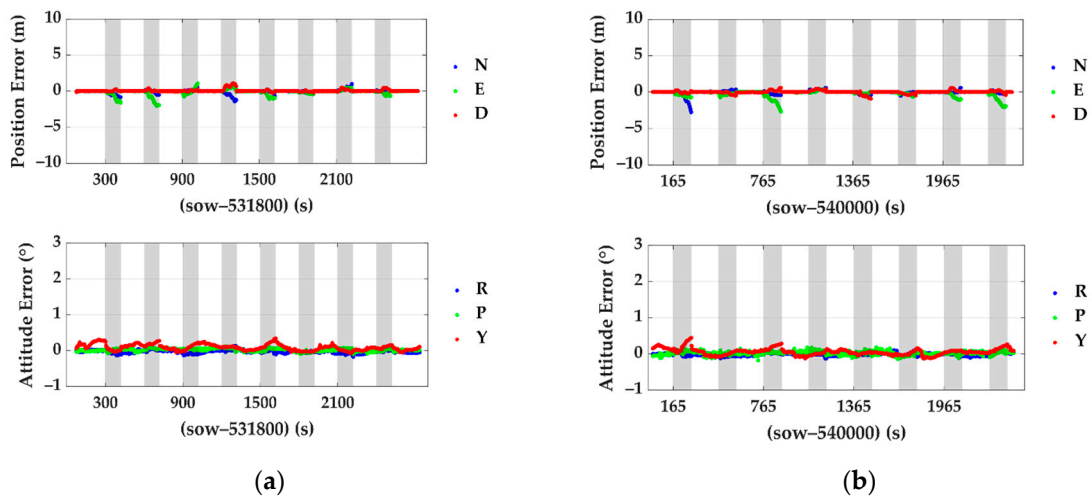 Position Error (m)
10
5
0
−5
−10
300 900 1500 2100
(sow−531800) (s)
N
E
D
Position Error (m)
10
5
0
−5
−10
165 765 1365 1965
(sow−540000) (s)
N
E
D
Attitude Error (°)
3
2
1
0
−1
300 900 1500 2100
(sow−531800) (s)
R
P
Y
Attitude Error (°)
3
2
1
0
−1
165 765 1365 1965
(sow−540000) (s)
R
P
Y
(a)
(b)